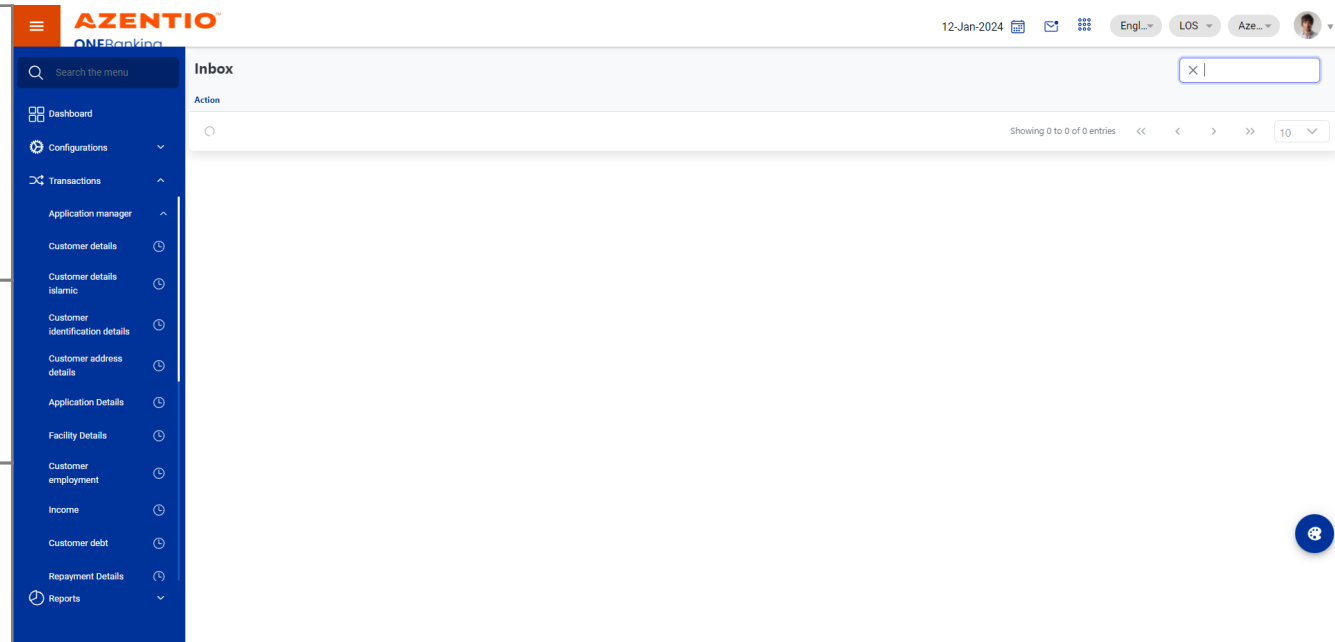 AZENTIO
ONEBanking
12-Jan-2024
Engl...
LOS
Aze...
Search the menu
Inbox
Action
Dashboard
Showing 0 to 0 of 0 entries
10
Configurations
Transactions
Application manager
Customer details
Customer details
islamic
Customer
identification details
Customer address
details
Application Details
Facility Details
Customer
employment
Income
Customer debt
Repayment Details
Reports